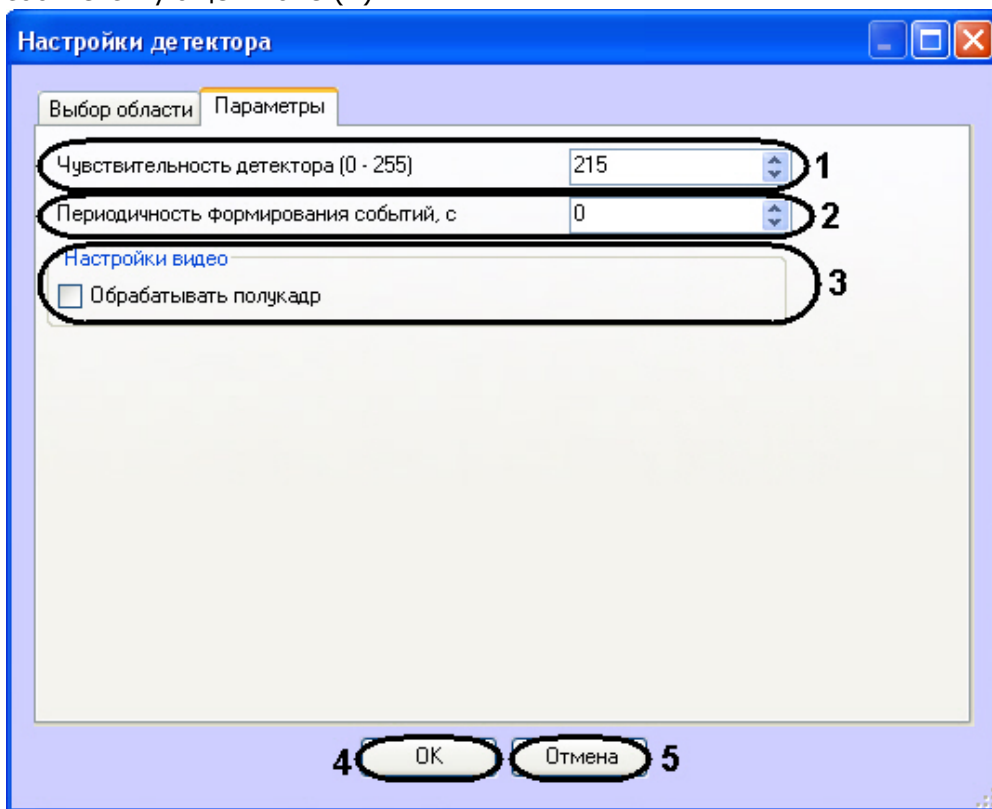 Настройки детектора
Выбор области Параметры
Чувствительность детектора (0 - 255) 215 1
Периодичность формирования событий, с 0 2
Настройки видео
Обрабатывать полукадр 3
4 OK Отмена 5